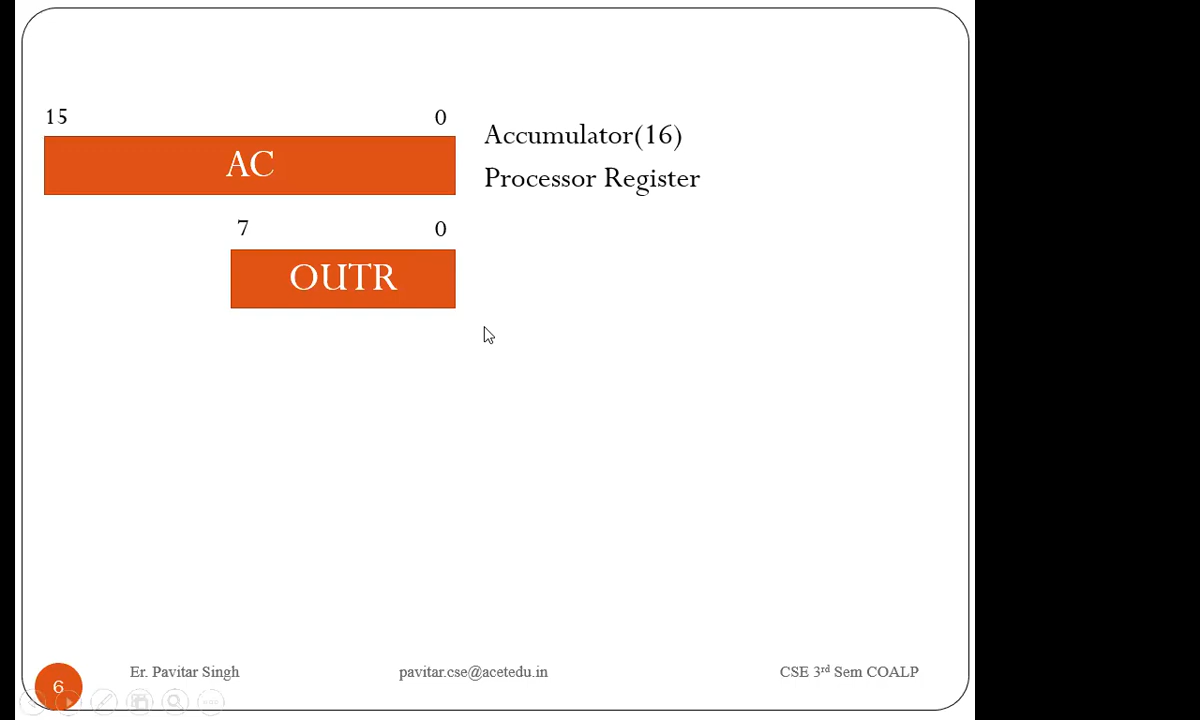 15 0
Accumulator(16)
AC
Processor Register
7 0
OUTR
Er. Pavitar Singh pavitar.cse@acetedu.in CSE 3rd Sem COALP
6